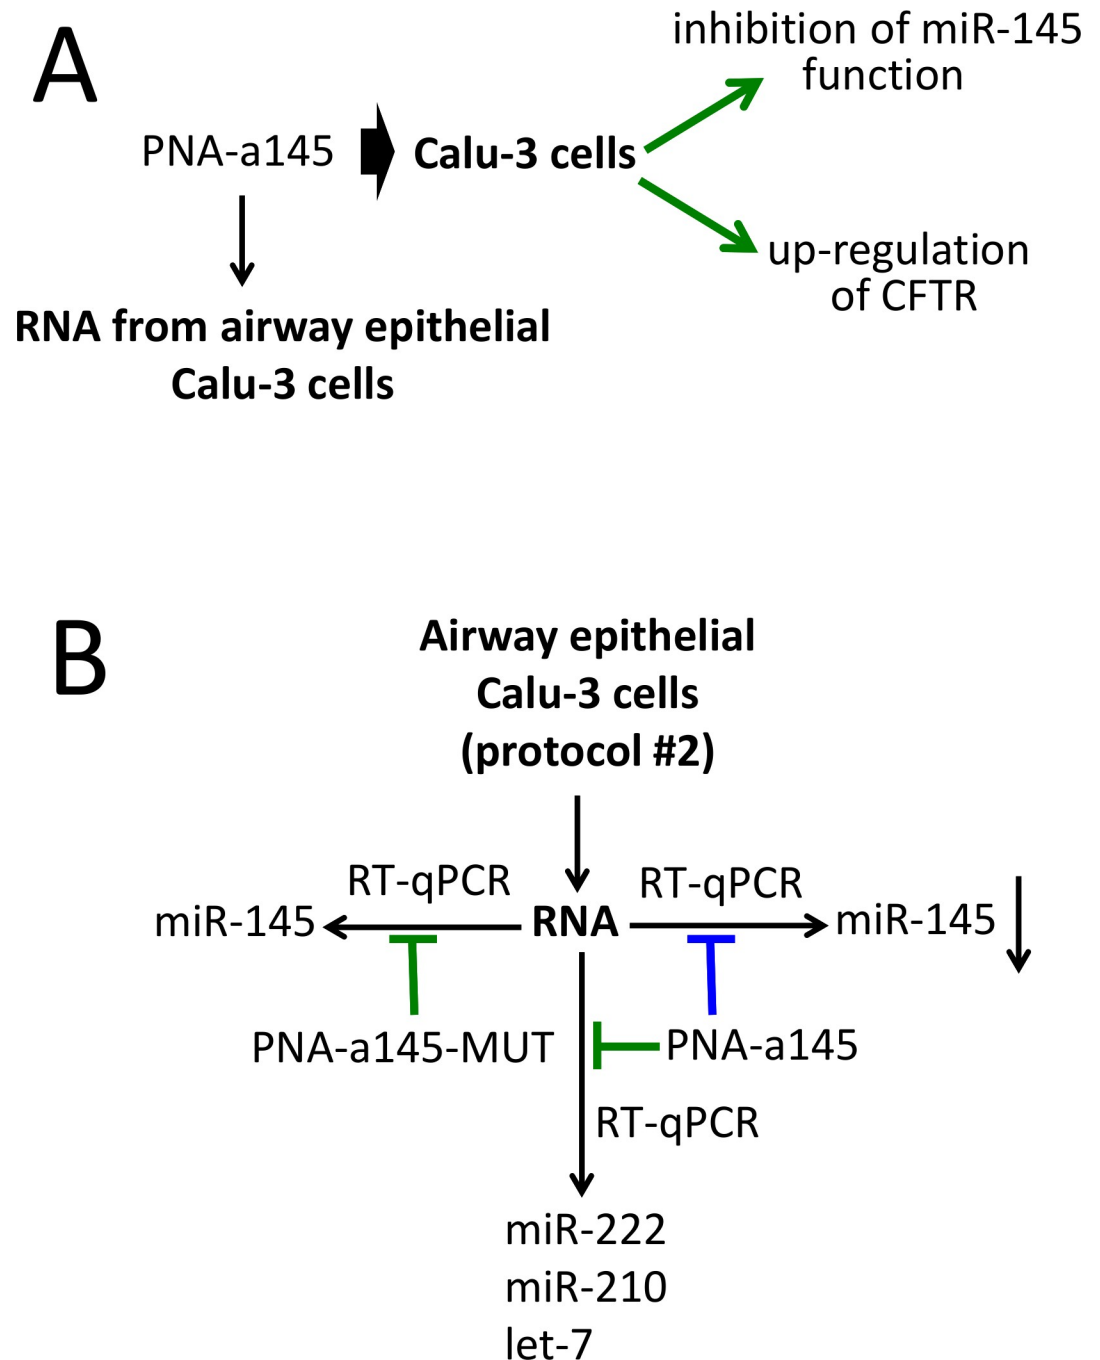 A
inhibition of miR-145
function
PNA-a145
Calu-3 cells
up-regulation
of CFTR
RNA from airway epithelial
Calu-3 cells
B
Airway epithelial
Calu-3 cells
(protocol #2)
RT-qPCR
RT-qPCR
miR-145
RNA
miR-145
PNA-a145-MUT
PNA-a145
RT-qPCR
miR-222
miR-210
let-7